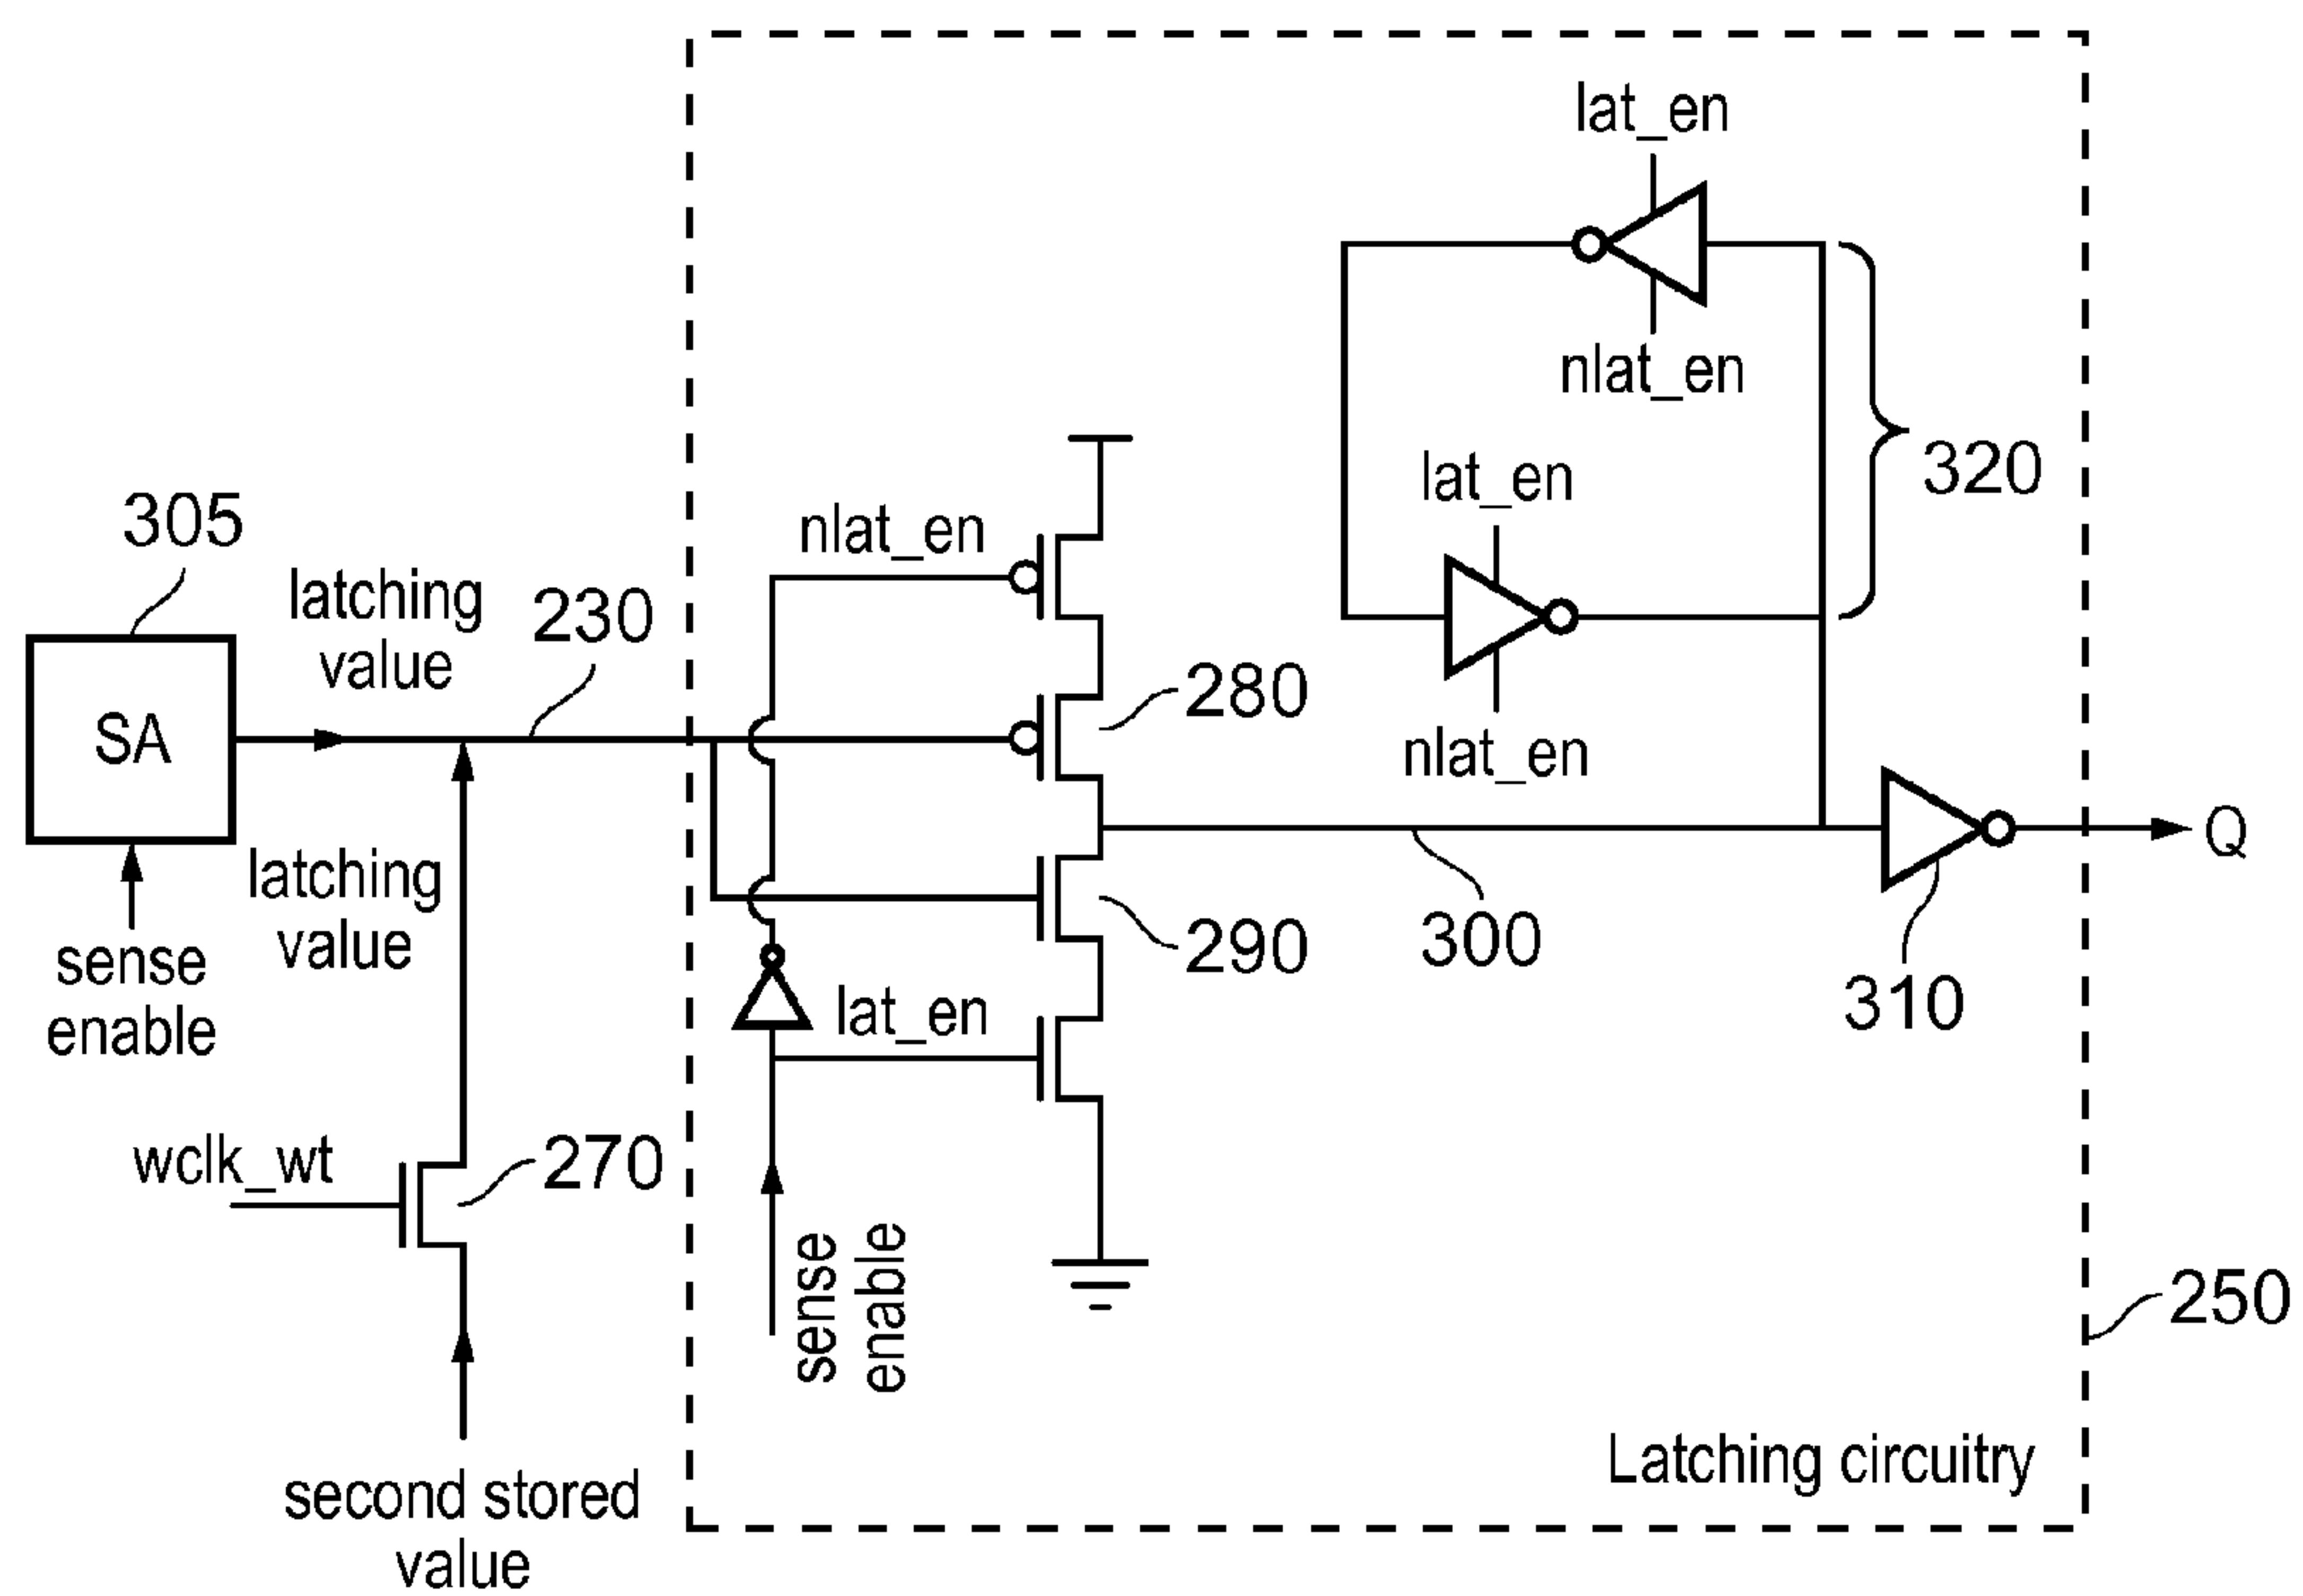 lat_en
nlat_en
320
lat_en
nlat_en
305
latching
value
230
nlat_en
280
SA
Q
latching
value
sense
enable
290
300
310
lat_en
wclk_wt
270
sense
enable
250
Latching circuitry
second stored
value